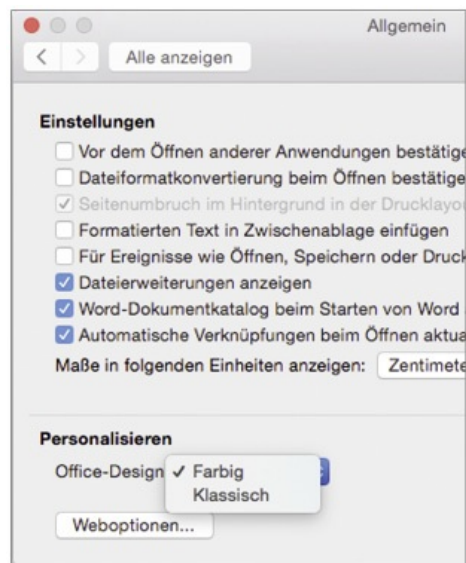 Allgemein
Alle anzeigen
Einstellungen
Vor dem Öffnen anderer Anwendungen bestätige
Dateiformatkonvertierung beim Öffnen bestätige
Seitenumbruch im Hintergrund in der Drucklayou
Formatierten Text in Zwischenablage einfügen
Für Ereignisse wie Öffnen, Speichern oder Druck
Dateierweiterungen anzeigen
Word-Dokumentkatalog beim Starten von Word
Automatische Verknüpfungen beim Öffnen aktua
Maße in folgenden Einheiten anzeigen: Zentimete
Personalisieren
Office-Design ✓ Farbig
Klassisch
Weboptionen...